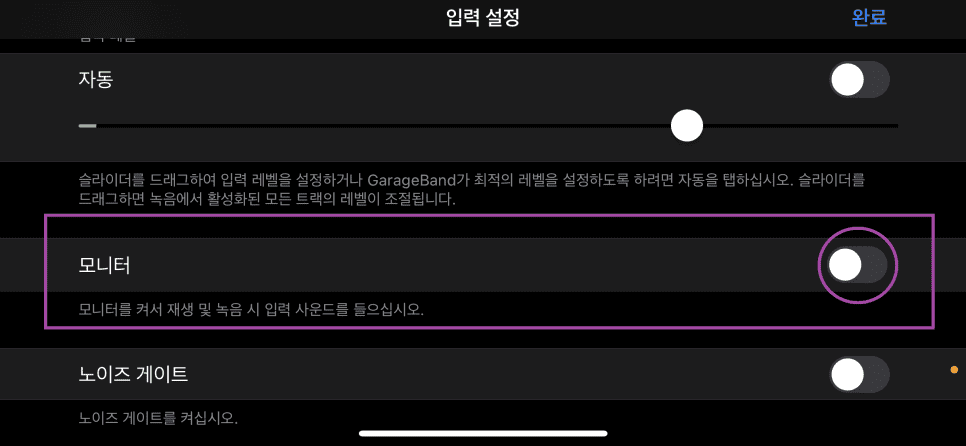 입력 설정
완료
자동
슬라이더를 드래그하여 입력 레벨을 설정하거나 GarageBand가 최적의 레벨을 설정하도록 하려면 자동을 탭하십시오. 슬라이더를
드래그하면 녹음에서 활성화된 모든 트랙의 레벨이 조절됩니다.
모니터
모니터를 켜서 재생 및 녹음 시 입력 사운드를 들으십시오.
노이즈 게이트
노이즈 게이트를 켜십시오.